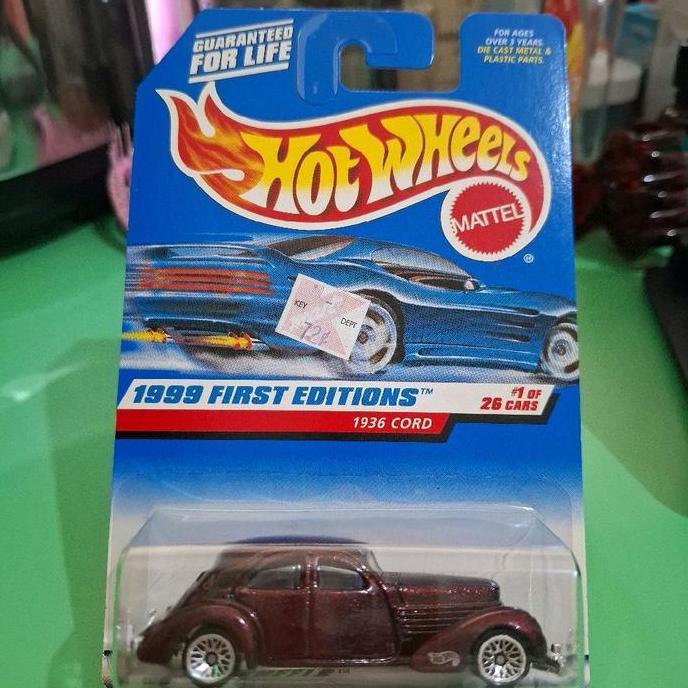 GUARANTEED
FOR LIFE
FOR AGES
OVER 3 YEARS.
DIE CAST METAL &
PLASTIC PARTS.
HOT WHEELS
MATTEL
®
KEY
DEPT
72¢
1999 FIRST EDITIONS™
#1 OF
26 CARS
1936 CORD